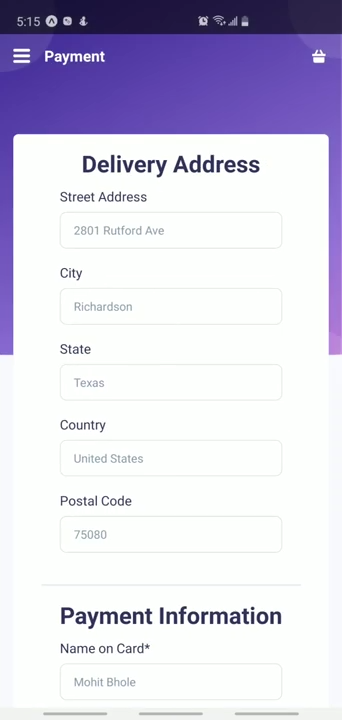 5:15
Payment
Delivery Address
Street Address
2801 Rutford Ave
City
Richardson
State
Texas
Country
United States
Postal Code
75080
Payment Information
Name on Card*
Mohit Bhole